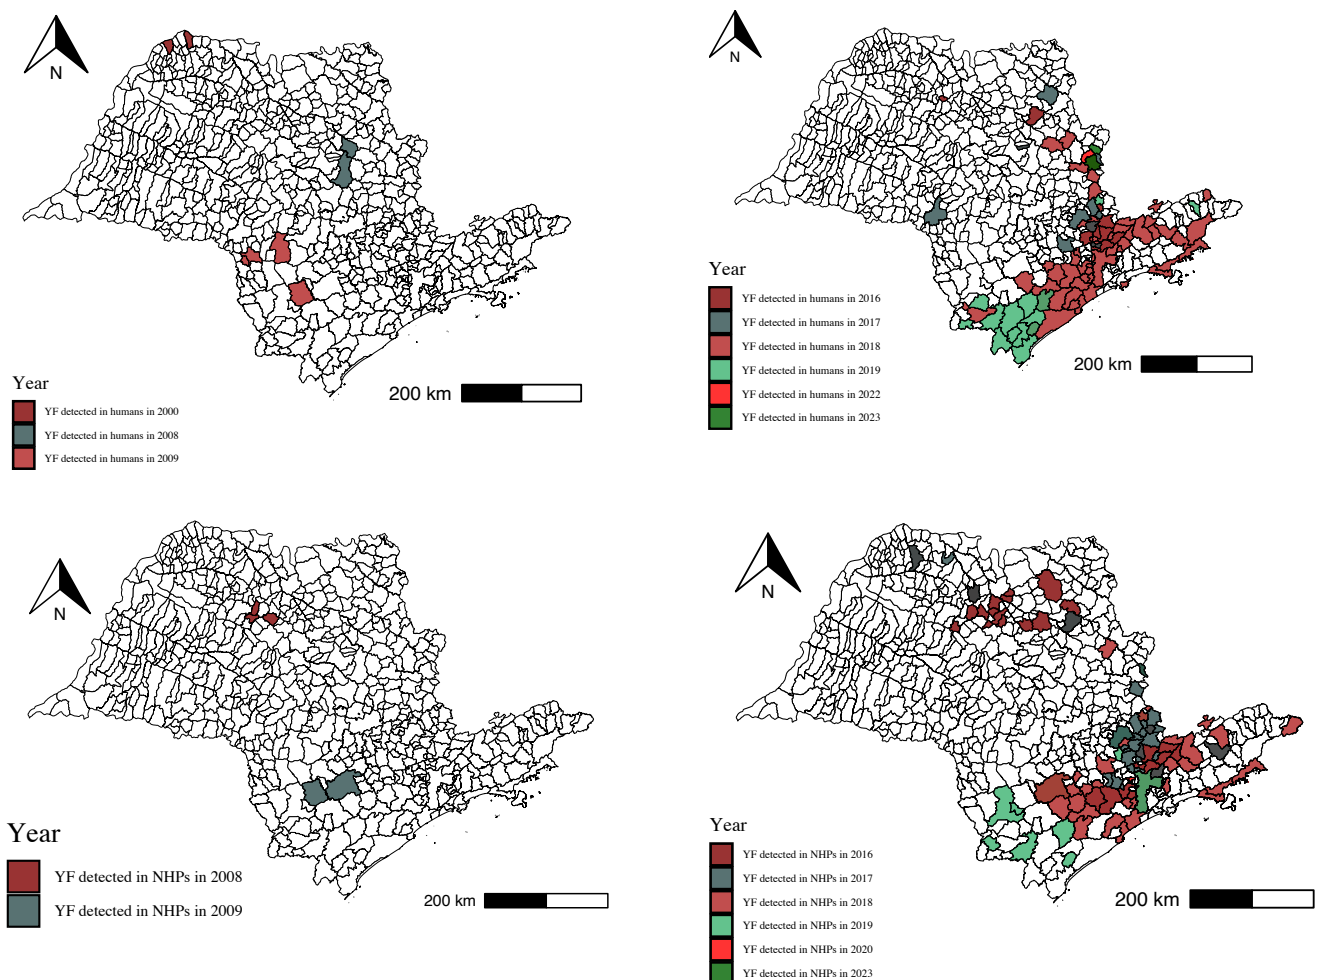 N
200 km
Year
YF detected in humans in 2000
YF detected in humans in 2008
YF detected in humans in 2009
N
Year
YF detected in humans in 2016
YF detected in humans in 2017
YF detected in humans in 2018
YF detected in humans in 2019
YF detected in humans in 2022
YF detected in humans in 2023
200 km
N
Year
YF detected in NHPs in 2008
YF detected in NHPs in 2009
200 km
N
Year
YF detected in NHPs in 2016
YF detected in NHPs in 2017
YF detected in NHPs in 2018
YF detected in NHPs in 2019
YF detected in NHPs in 2020
YF detected in NHPs in 2023
200 km